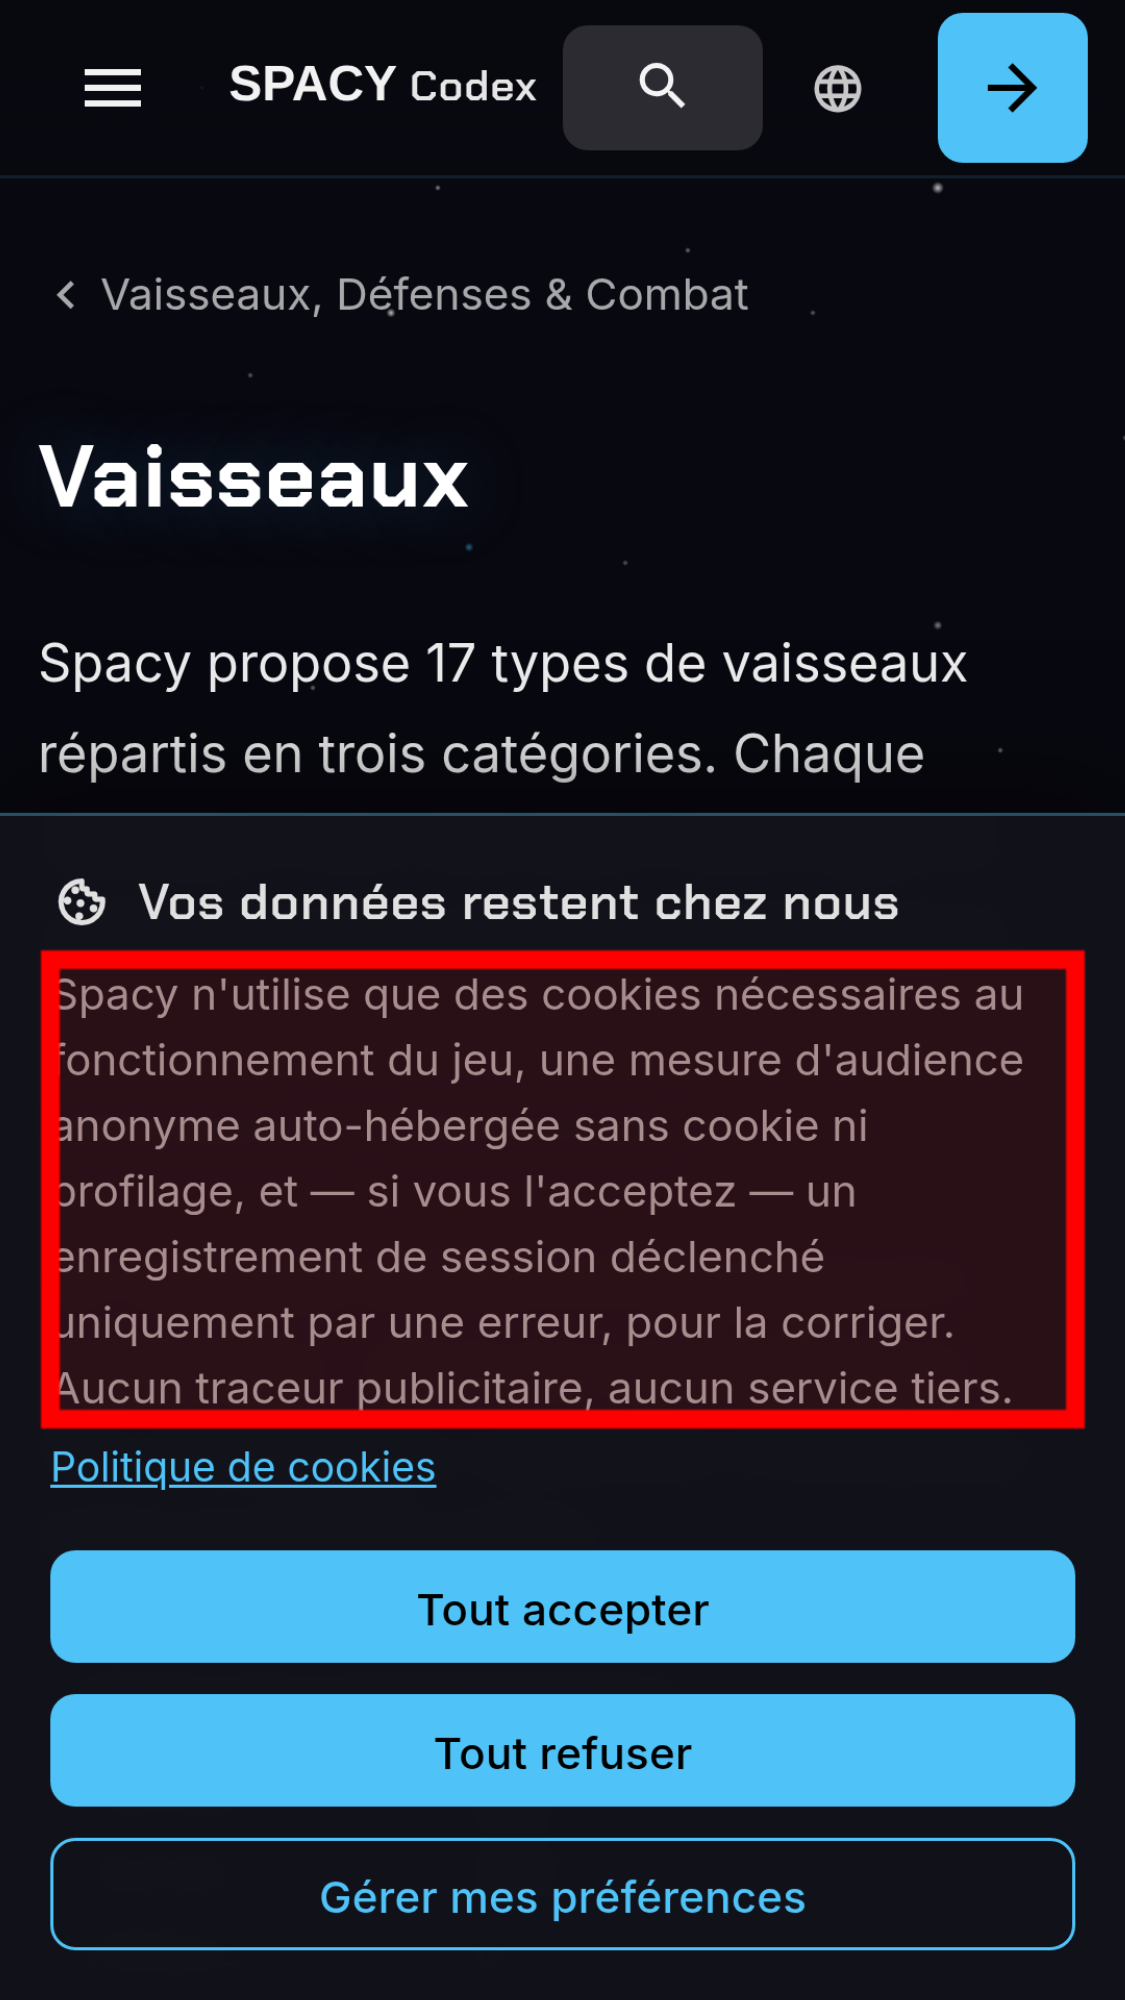 SPACY Codex
Vaisseaux, Défenses & Combat
Vaisseaux
Spacy propose 17 types de vaisseaux
répartis en trois catégories. Chaque
Vos données restent chez nous
Spacy n'utilise que des cookies nécessaires au
fonctionnement du jeu, une mesure d'audience
anonyme auto-hébergée sans cookie ni
profilage, et — si vous l'acceptez — un
enregistrement de session déclenché
uniquement par une erreur, pour la corriger.
Aucun traceur publicitaire, aucun service tiers.
Politique de cookies
Tout accepter
Tout refuser
Gérer mes préférences